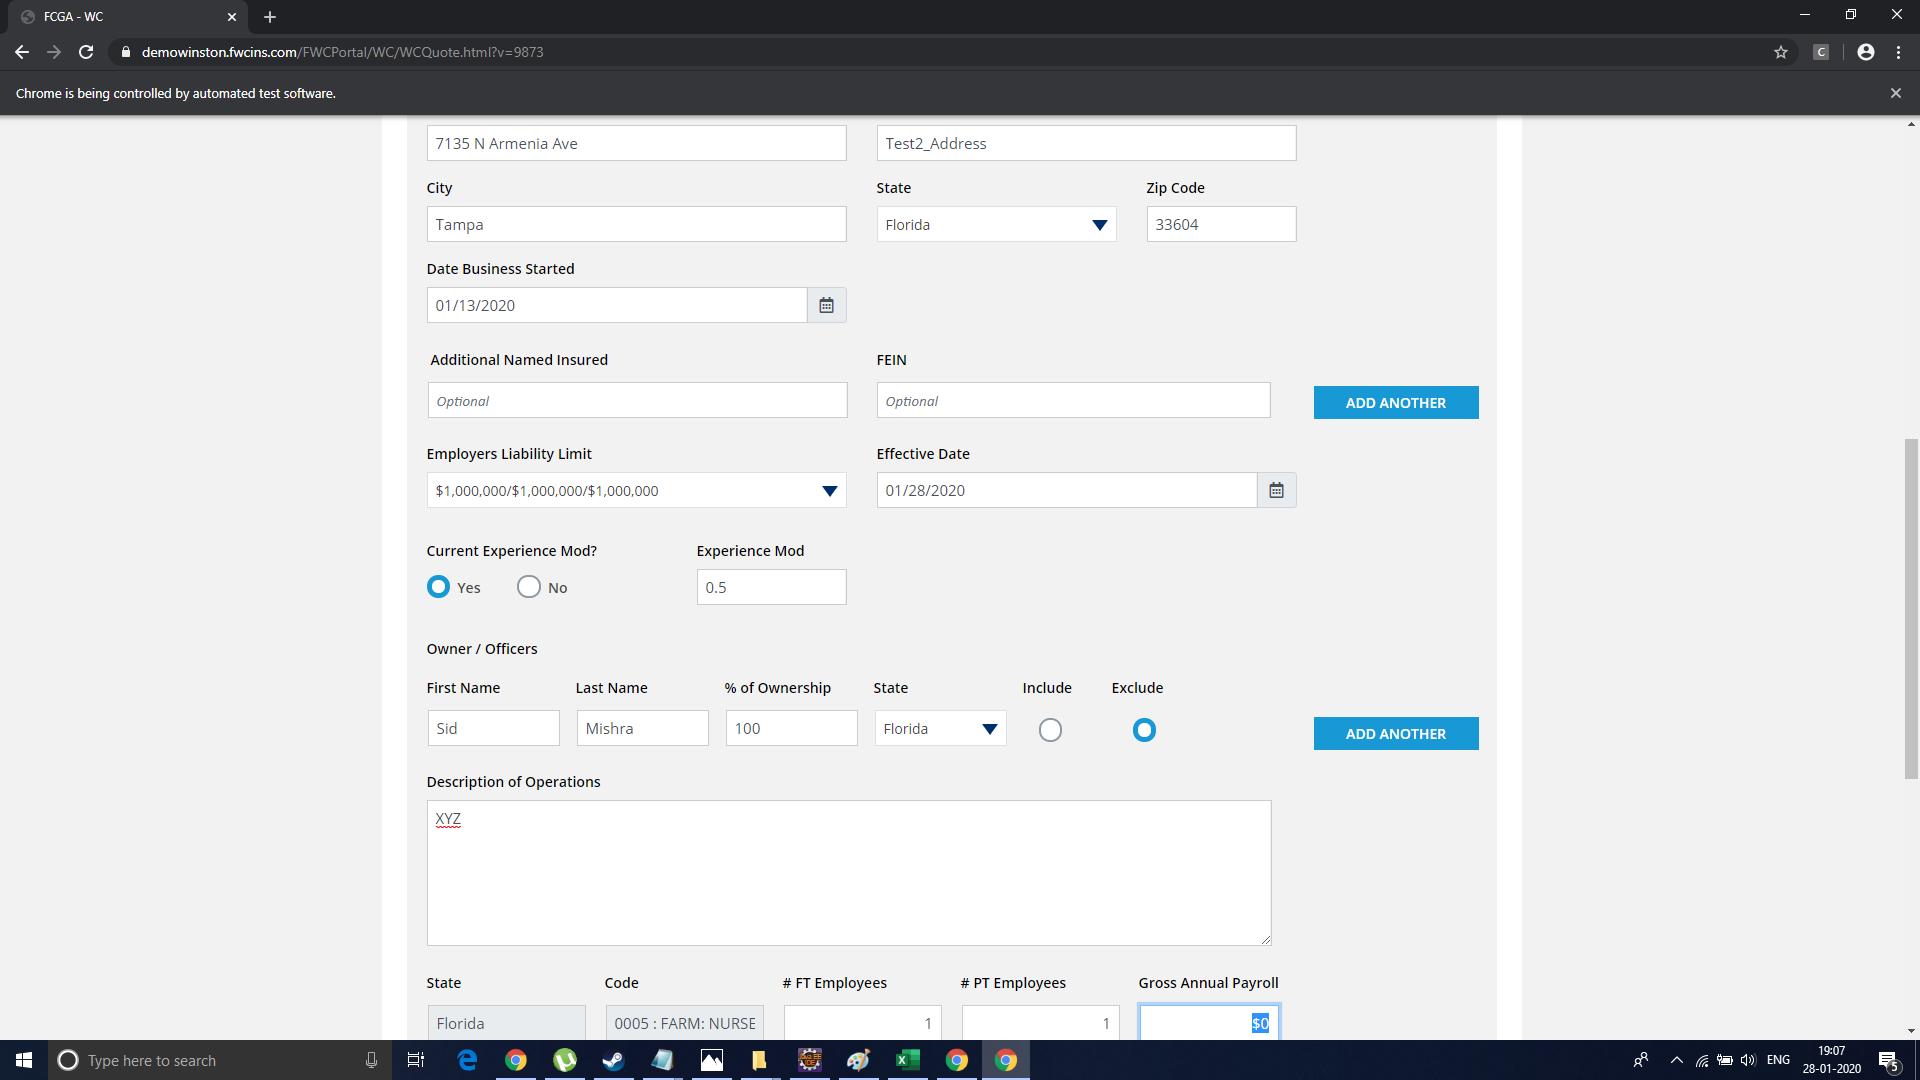 FCGA - WC
demowinston.fwcins.com/FWCPortal/WC/WCQuote.html?v=9873
C
Chrome is being controlled by automated test software.
7135 N Armenia Ave
Test2_Address
City
State
Zip Code
Tampa
Florida
33604
Date Business Started
01/13/2020
Additional Named Insured
FEIN
Optional
Optional
ADD ANOTHER
Employers Liability Limit
Effective Date
$1,000,000/$1,000,000/$1,000,000
01/28/2020
Current Experience Mod?
Experience Mod
Yes
No
0.5
Owner / Officers
First Name
Last Name
% of Ownership
State
Include
Exclude
Sid
Mishra
100
Florida
ADD ANOTHER
Description of Operations
XYZ
State
Code
# FT Employees
# PT Employees
Gross Annual Payroll
Florida
0005 : FARM: NURSE
1
1
$0
Type here to search
ENG
19:07
28-01-2020
5